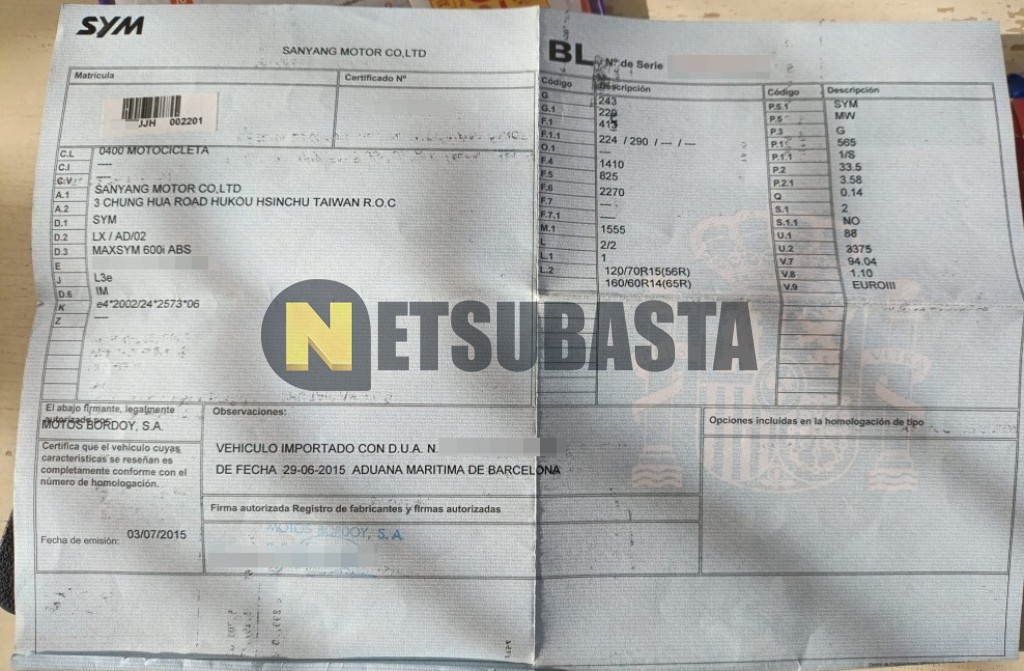 SYM
SANYANG MOTOR CO,LTD
BL Nº de Serie
Matrícula
Certificado Nº
JJH 002201
C.L 0400 MOTOCICLETA
C.I ----
C.V ----
A.1 SANYANG MOTOR CO,LTD
A.2 3 CHUNG HUA ROAD HUKOU HSINCHU TAIWAN R.O.C
D.1 SYM
D.2 LX / AD/02
D.3 MAXSYM 600i ABS
E
J L3e
D.6 IM
K e4*2002/24*2573*06
Z ----
Código Descripción
G 243
G.1 229
F.1 413
F.1.1 224 / 290 / --- / ---
O.1 ----
F.4 1410
F.5 825
F.6 2270
F.7 ----
F.7.1 ----
M.1 1555
L 2/2
L.1 1
L.2 120/70R15(56R)
160/60R14(65R)
Código Descripción
P.5.1 SYM
P.5 MW
P.3 G
P.1 565
P.1.1 1/S
P.2 33.5
P.2.1 3.58
Q 0.14
S.1 2
S.1.1 NO
U.1 88
U.2 3375
V.7 94.04
V.8 1.10
V.9 EUROIII
NETSUBASTA
El abajo firmante, legalmente
autorizado por
MOTOS BORDOY, S.A.
Certifica que el vehículo cuyas
características se reseñan es
completamente conforme con el
número de homologación.
Fecha de emisión: 03/07/2015
Observaciones:
VEHICULO IMPORTADO CON D.U.A. N.
DE FECHA 29-06-2015 ADUANA MARITIMA DE BARCELONA
Firma autorizada Registro de fabricantes y firmas autorizadas
MOTOS BORDOY, S. A.
Opciones incluidas en la homologación de tipo